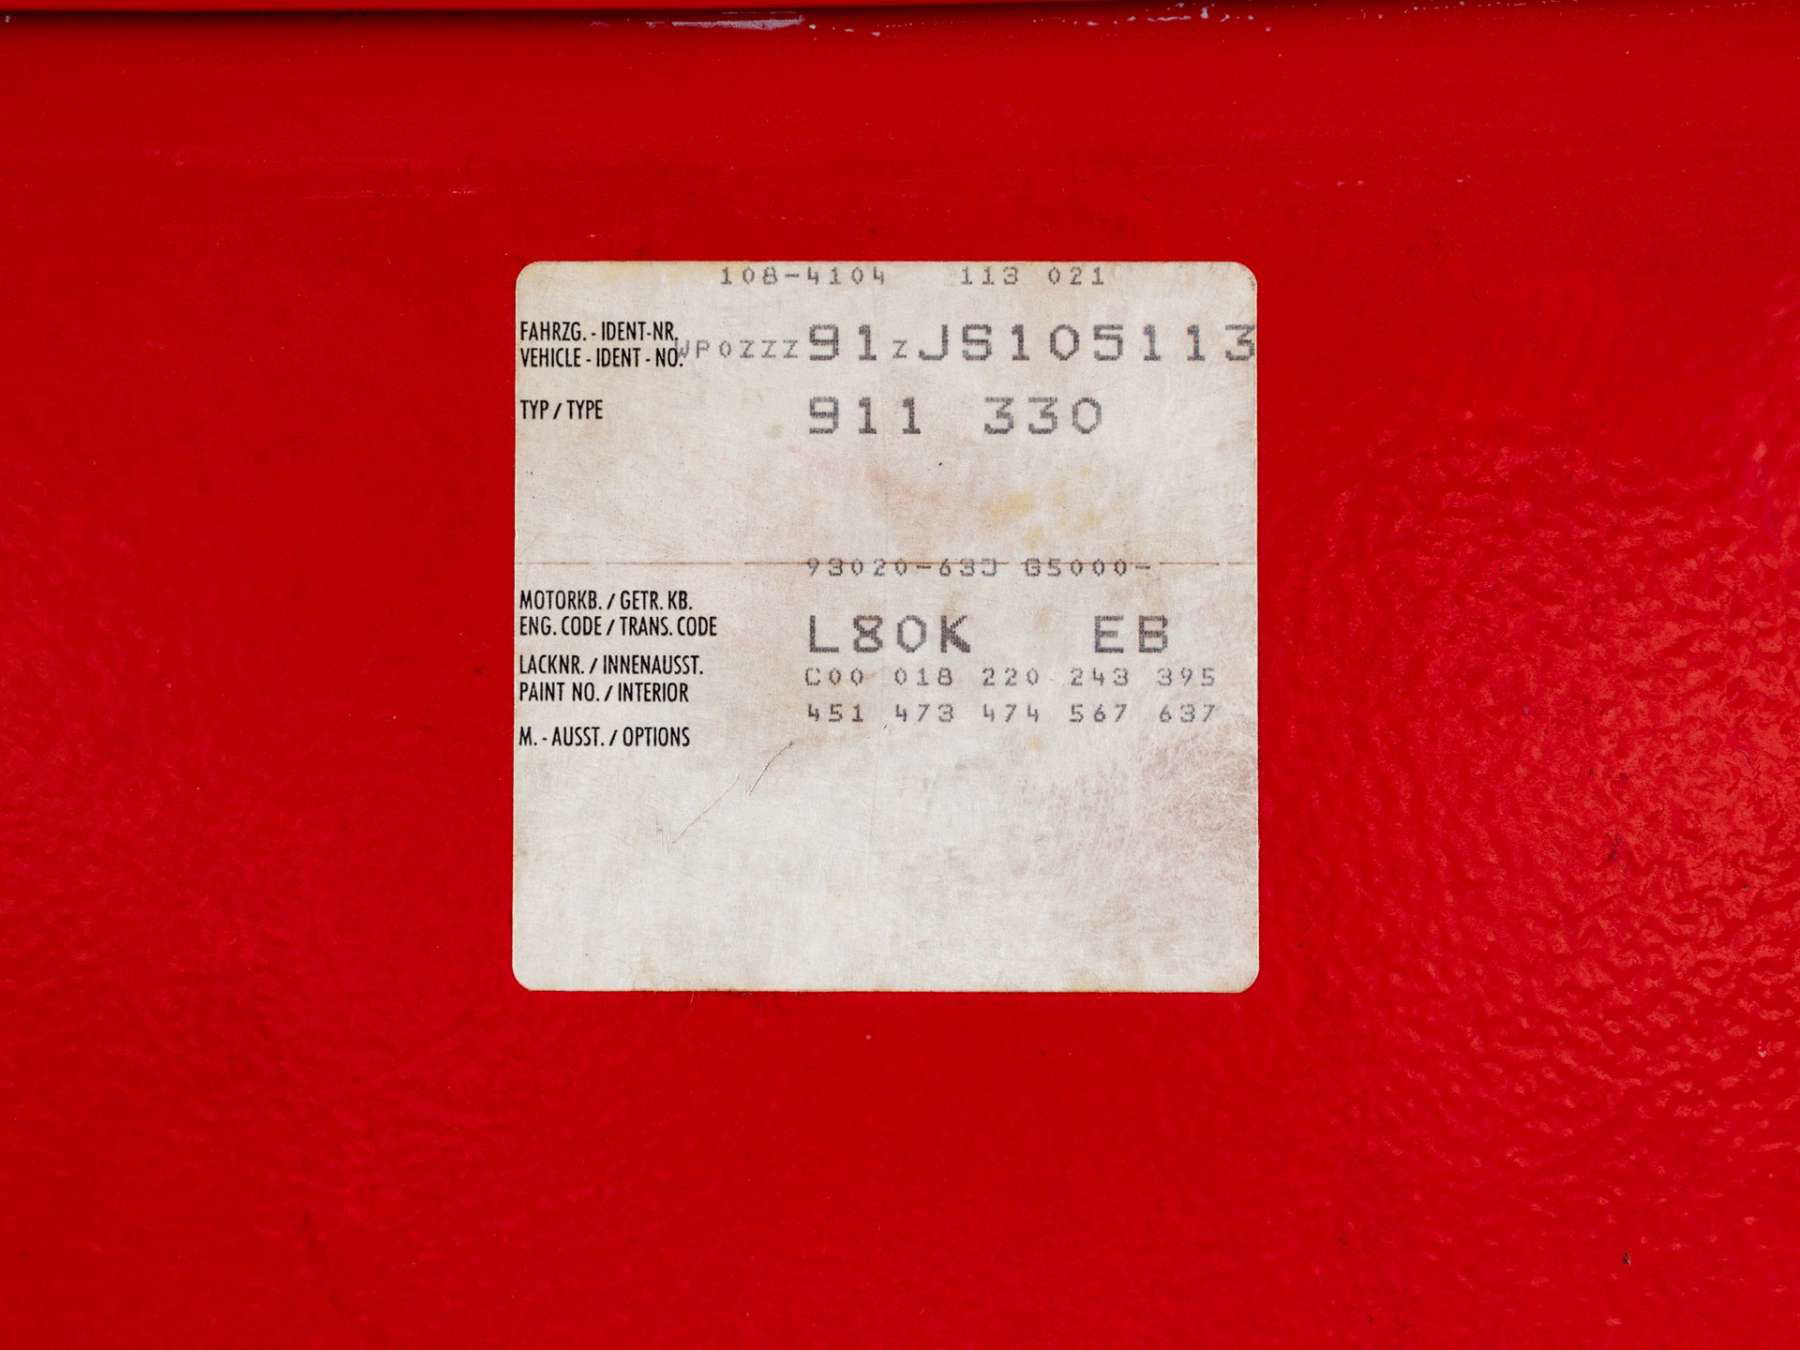 108-4104 113 021
FAHRZG. - IDENT-NR.
VEHICLE - IDENT - NO. WP0ZZZ91ZJS105113
TYP / TYPE 911 330
93020-63J G5000-
MOTORKB. / GETR. KB.
ENG. CODE / TRANS. CODE L80K EB
LACKNR. / INNENAUSST. C00 018 220 243 395
PAINT NO. / INTERIOR
451 473 474 567 637
M. - AUSST. / OPTIONS